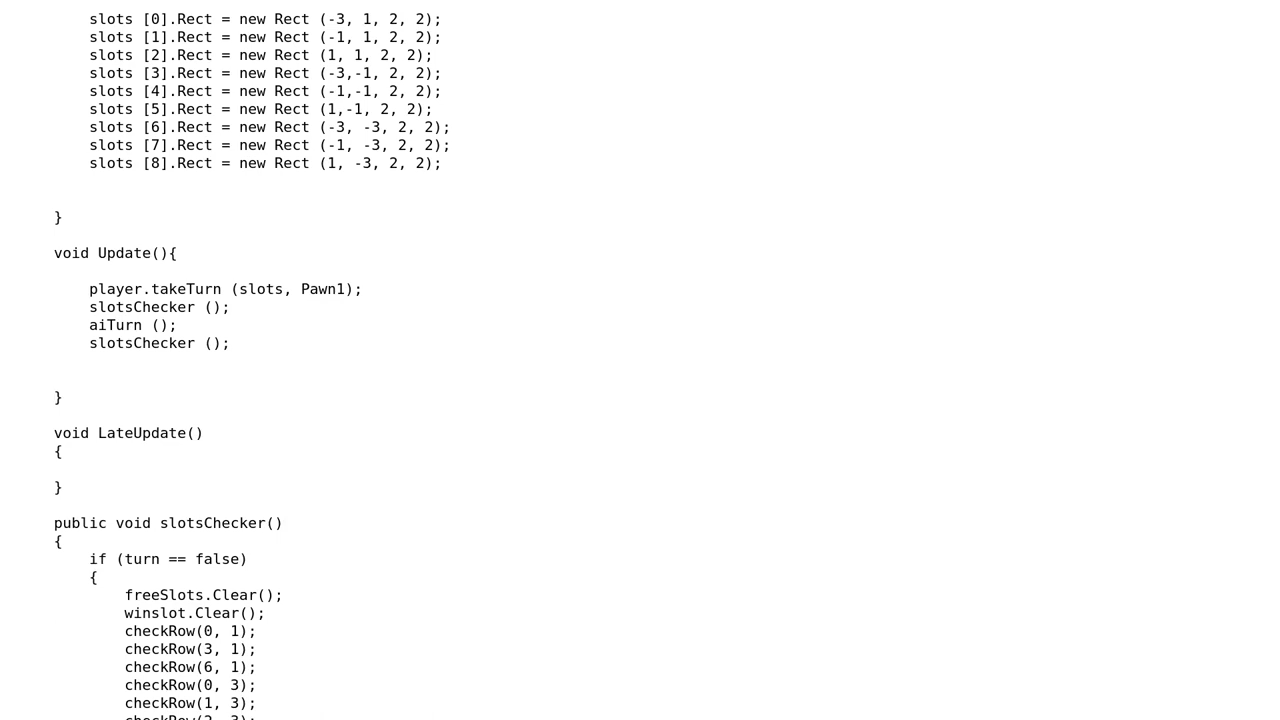 slots [0].Rect = new Rect (-3, 1, 2, 2);
slots [1].Rect = new Rect (-1, 1, 2, 2);
slots [2].Rect = new Rect (1, 1, 2, 2);
slots [3].Rect = new Rect (-3,-1, 2, 2);
slots [4].Rect = new Rect (-1,-1, 2, 2);
slots [5].Rect = new Rect (1,-1, 2, 2);
slots [6].Rect = new Rect (-3, -3, 2, 2);
slots [7].Rect = new Rect (-1, -3, 2, 2);
slots [8].Rect = new Rect (1, -3, 2, 2);
}
void Update(){
player.takeTurn (slots, Pawn1);
slotsChecker ();
aiTurn ();
slotsChecker ();
}
void LateUpdate()
{
}
public void slotsChecker()
{
if (turn == false)
{
freeSlots.Clear();
winslot.Clear();
checkRow(0, 1);
checkRow(3, 1);
checkRow(6, 1);
checkRow(0, 3);
checkRow(1, 3);
checkRow(2, 3);